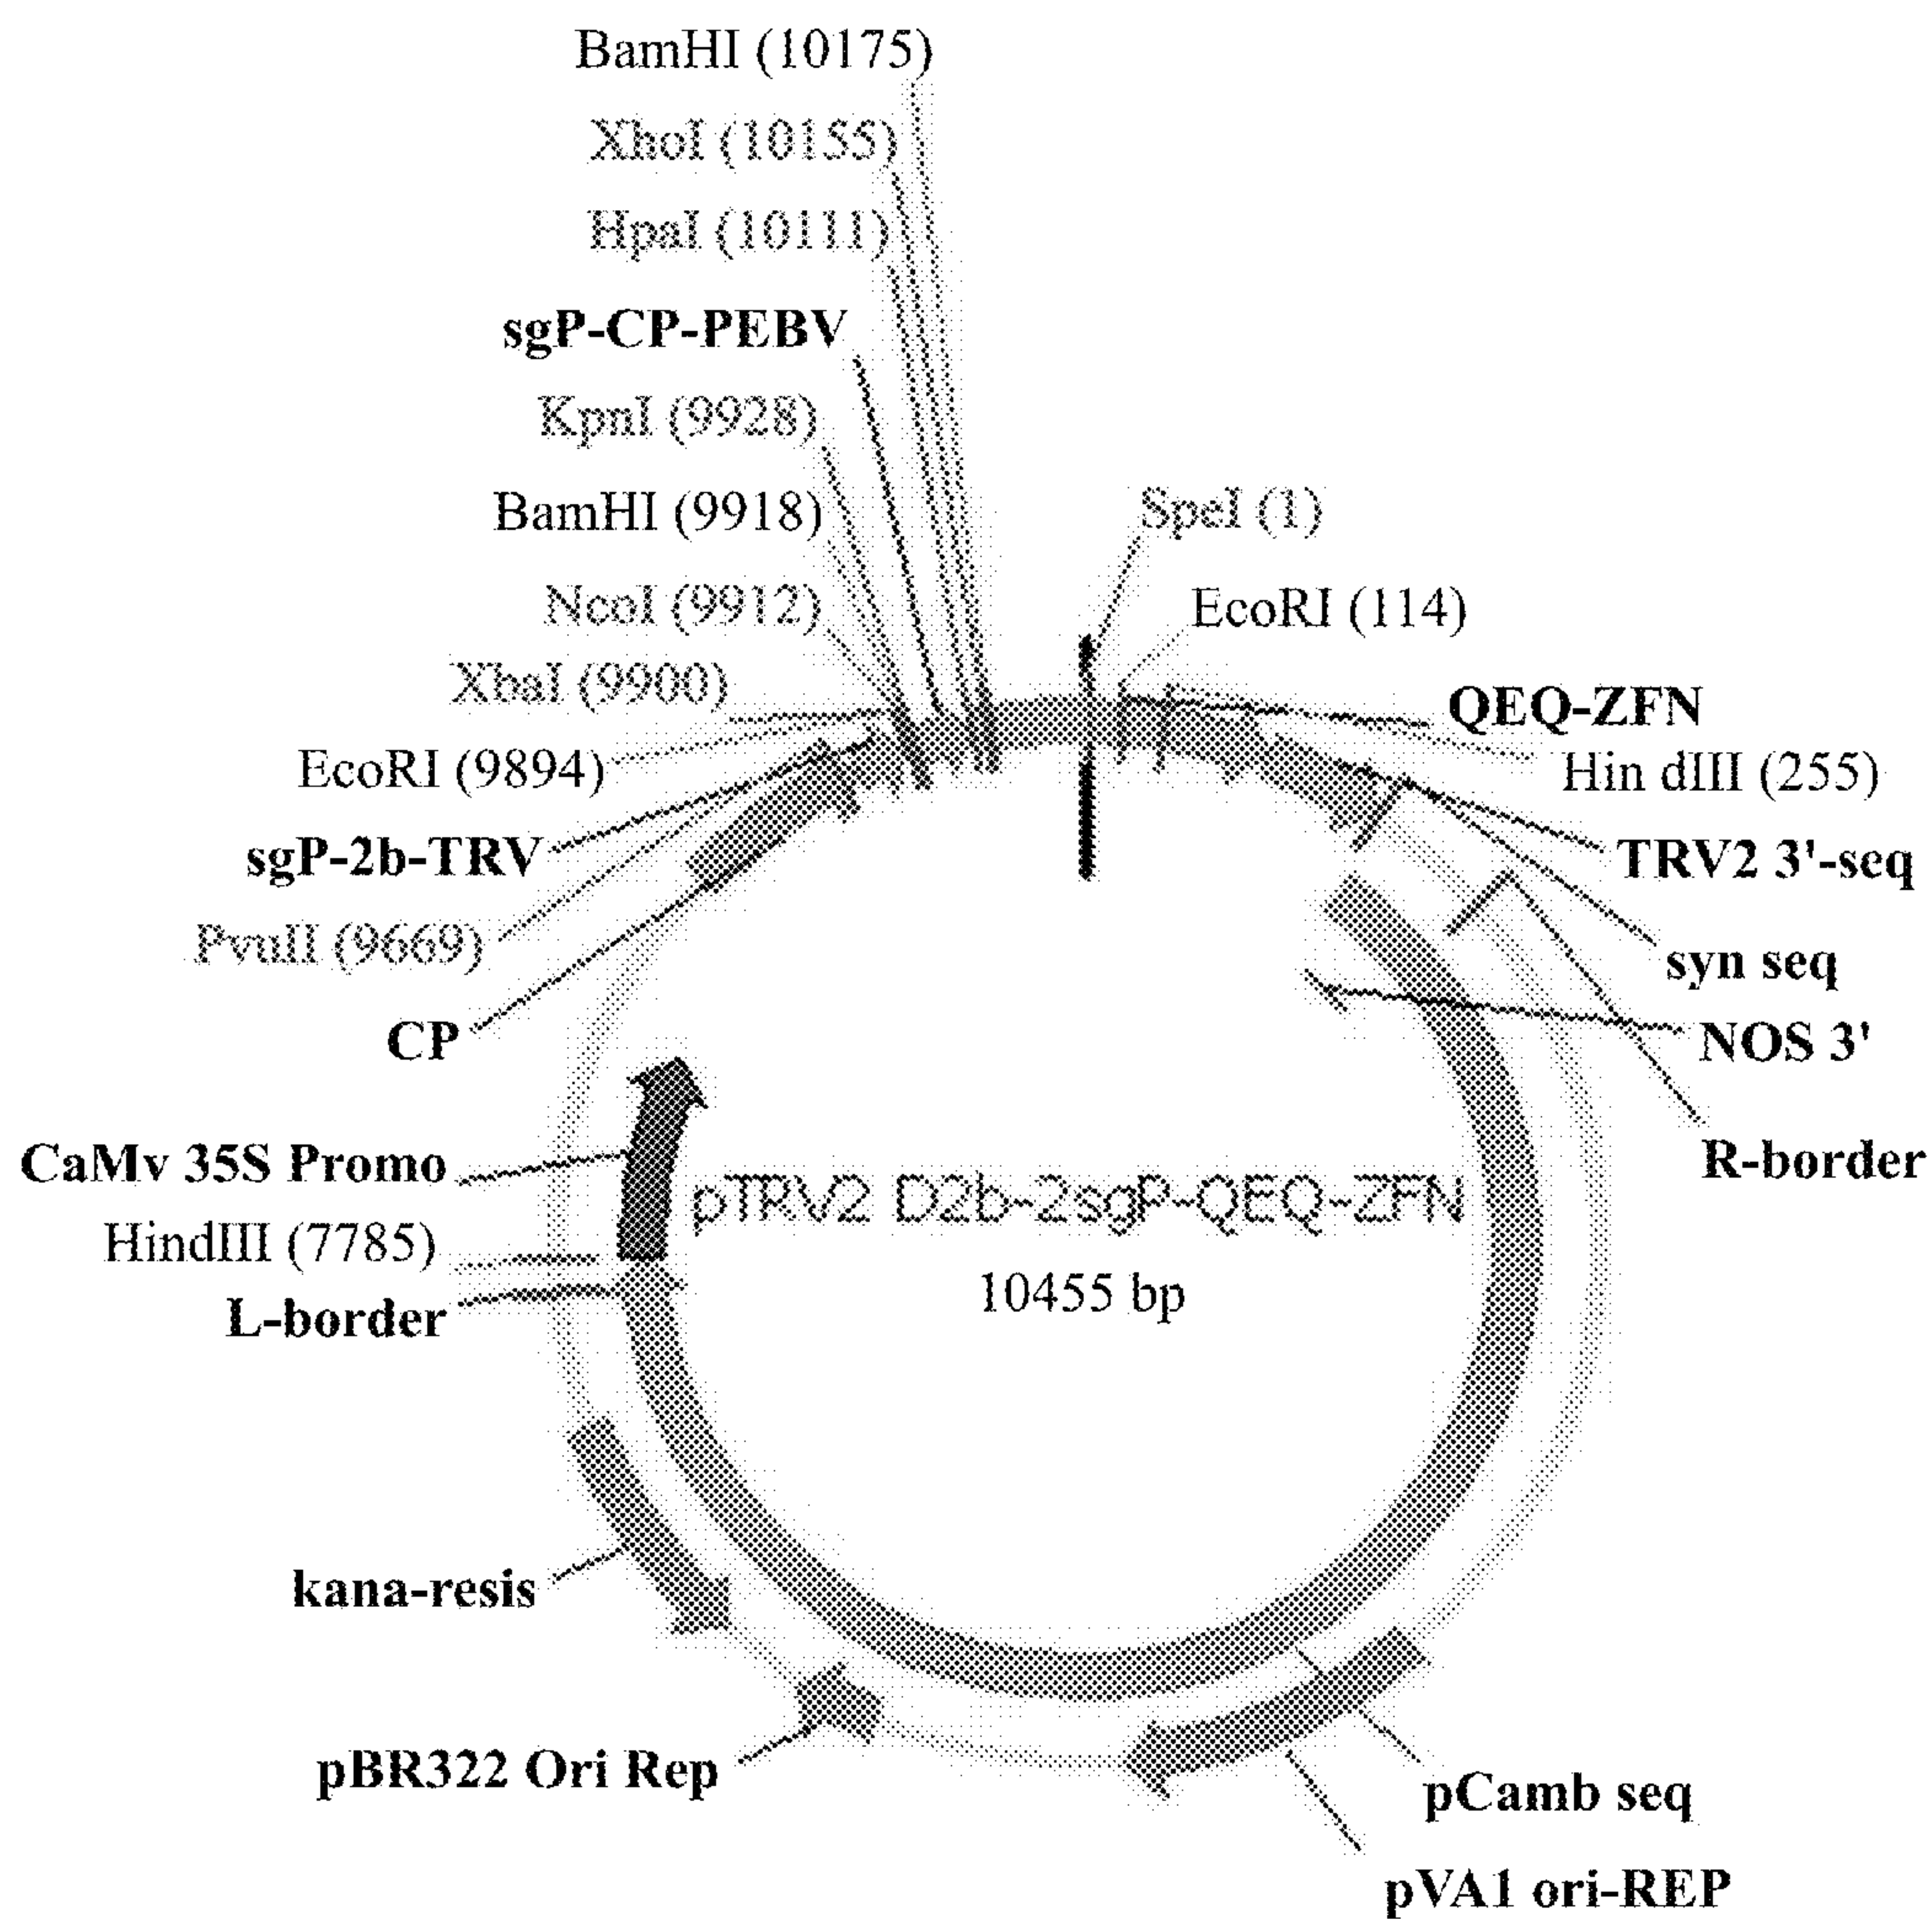 BamHI (10175)
XhoI (10155)
HpaI (10111)
sgP-CP-PEBV
KpnI (9928)
BamHI (9918)
NcoI (9912)
XbaI (9900)
EcoRI (9894)
sgP-2b-TRV
PvuII (9669)
CP
CaMv 35S Promo
HindIII (7785)
L-border
kana-resis
pBR322 Ori Rep
SpeI (1)
EcoRI (114)
QEQ-ZFN
Hin dIII (255)
TRV2 3'-seq
syn seq
NOS 3'
R-border
pTRV2 D2b-2sgP-QEQ-ZFN
10455 bp
pCamb seq
pVA1 ori-REP